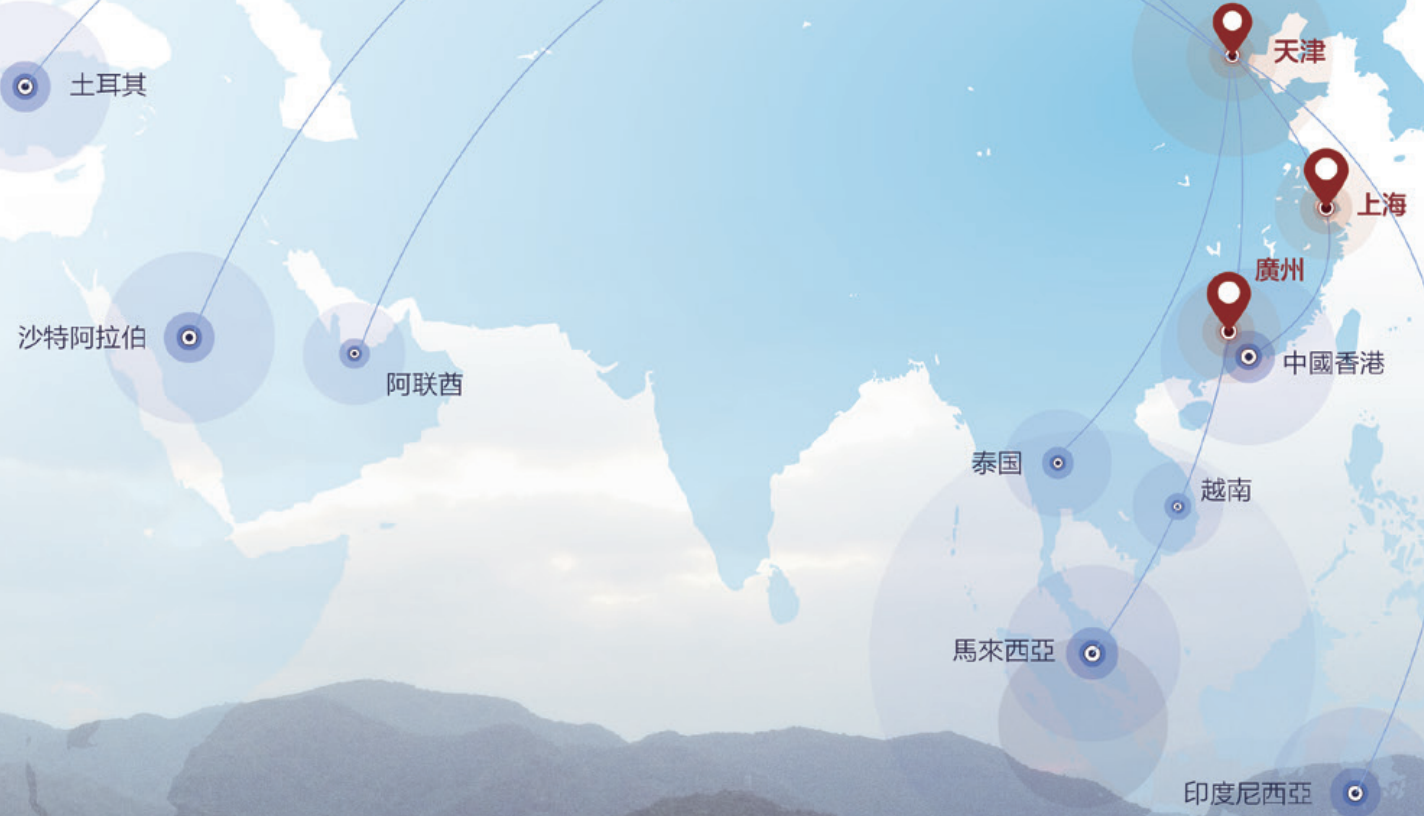 天津
土耳其
上海
廣州
沙特阿拉伯
中國香港
阿联酋
泰国
越南
馬來西亞
印度尼西亞